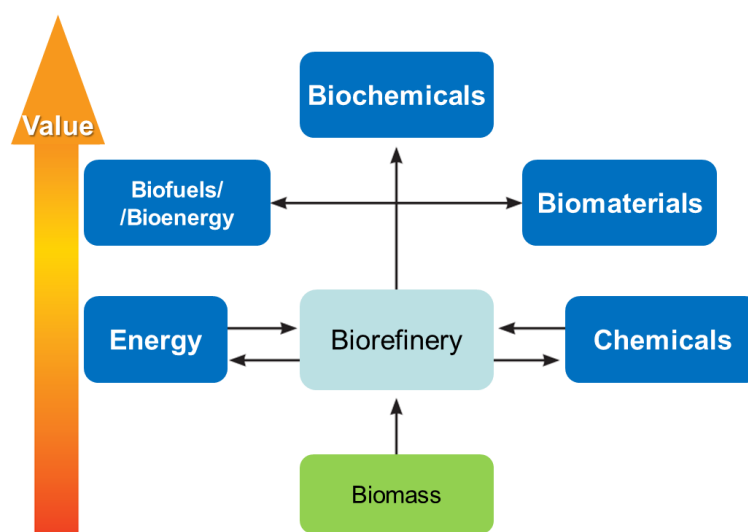 Biochemicals
Value
Biofuels/
/Bioenergy
Biomaterials
Energy
Biorefinery
Chemicals
Biomass